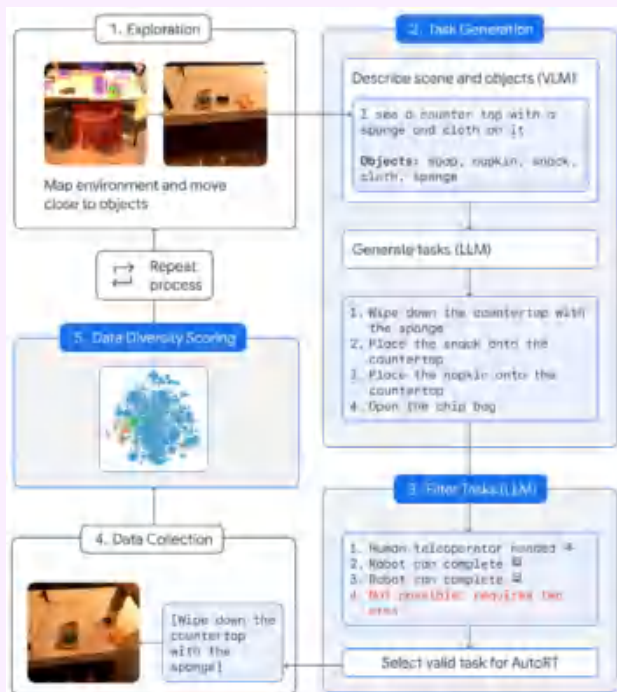 1. Exploration
Map environment and move
close to objects
2. Task Generation
Describe scene and objects (VLM)
I see a counter top with a
sponge and cloth on it
Objects: soap, napkin, snack,
cloth, sponge
Generate tasks (LLM)
1. Wipe down the countertop with
the sponge
2. Place the snack onto the
countertop
3. Place the napkin onto the
countertop
4. Open the chip bag
3. Filter Tasks (LLM)
1. Human teleoperator needed
2. Robot can complete
3. Robot can complete
4. Not possible: requires two
arms
Select valid task for AutoRT
4. Data Collection
[Wipe down the
countertop
with the
sponge]
5. Data Diversity Scoring
Repeat
process